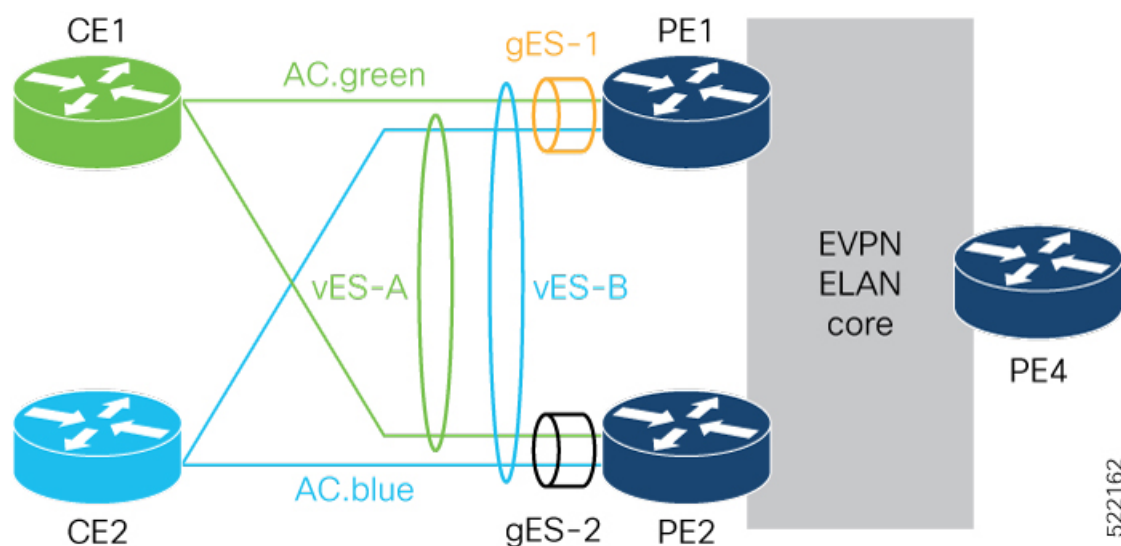 CE1
gES-1
PE1
AC.green
vES-A
vES-B
EVPN
ELAN
core
PE4
AC.blue
CE2
gES-2
PE2
522162